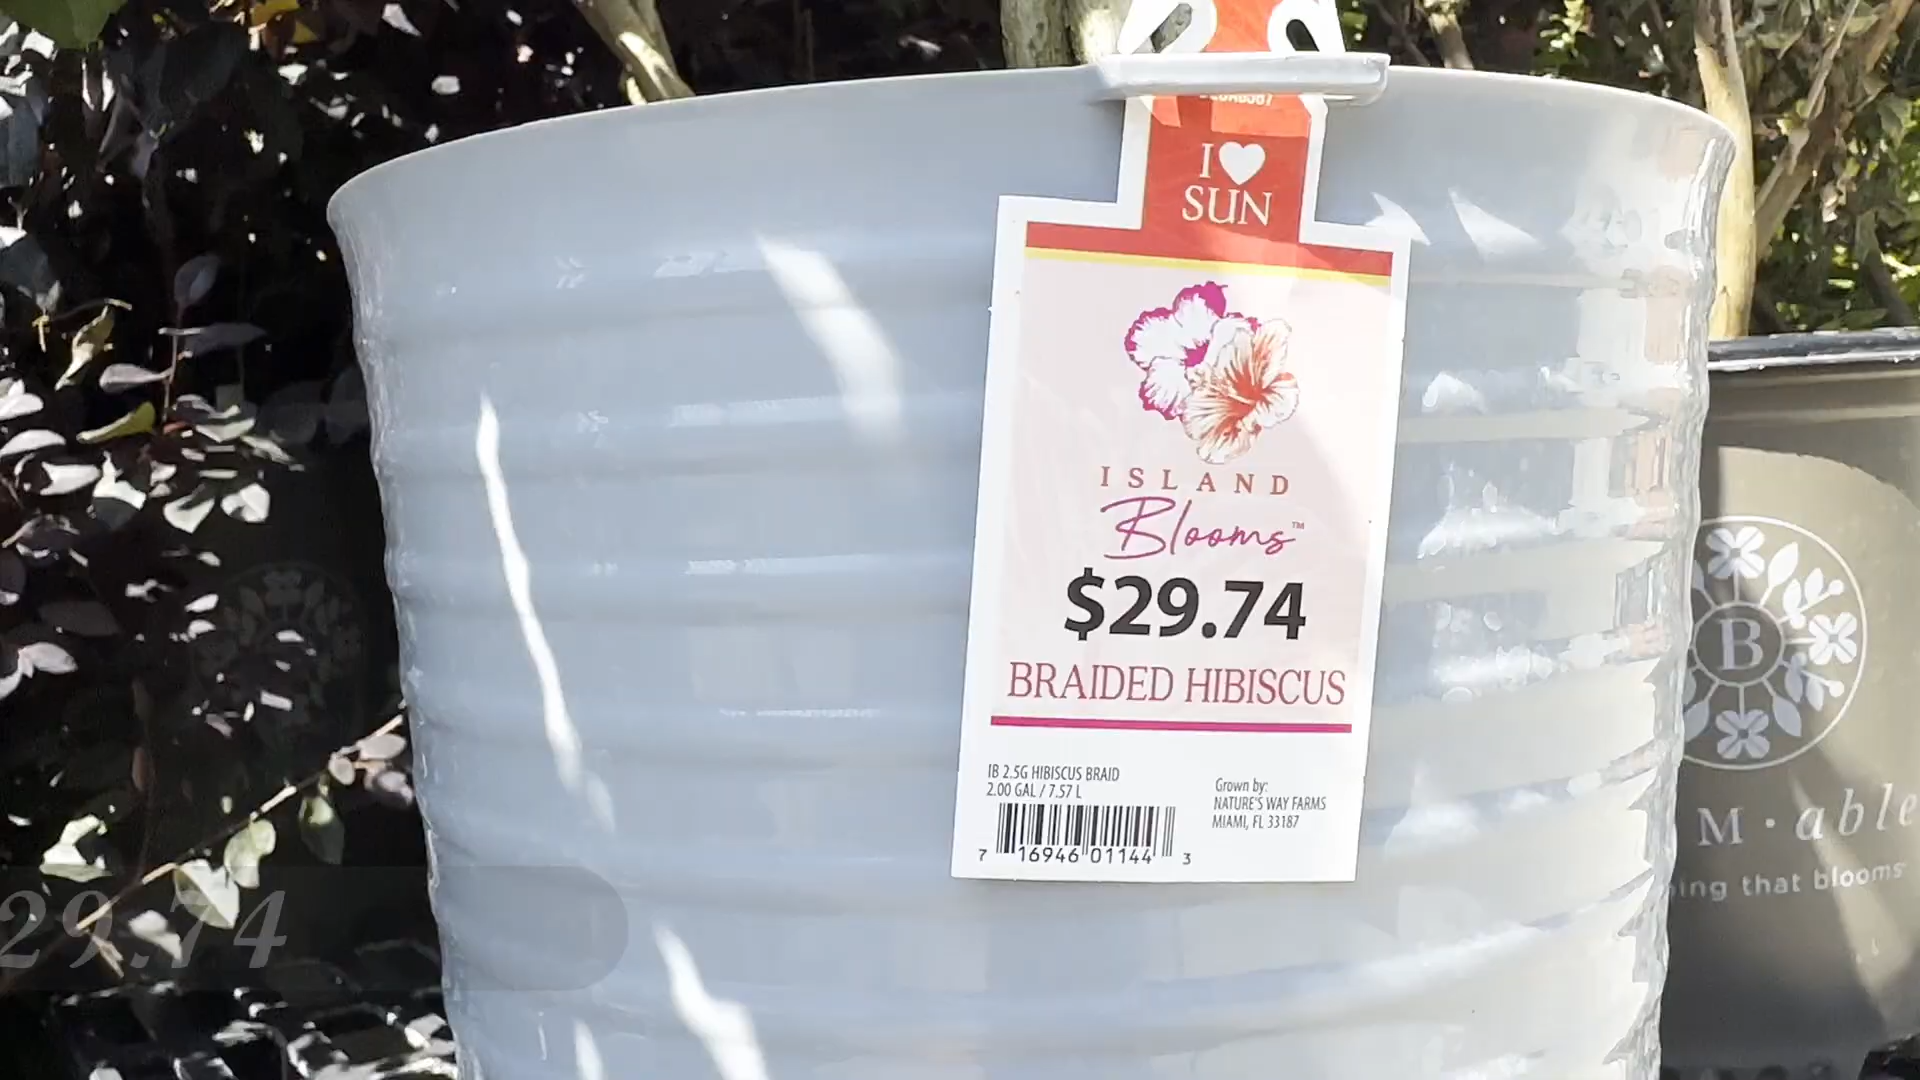 I ♥
SUN
ISLAND
Blooms™
$29.74
BRAIDED HIBISCUS
IB 2.5G HIBISCUS BRAID
2.00 GAL / 7.57 L
Grown by:
NATURE'S WAY FARMS
MIAMI, FL 33187
7 16946 01144 3
B
M·able
that blooms
29.74